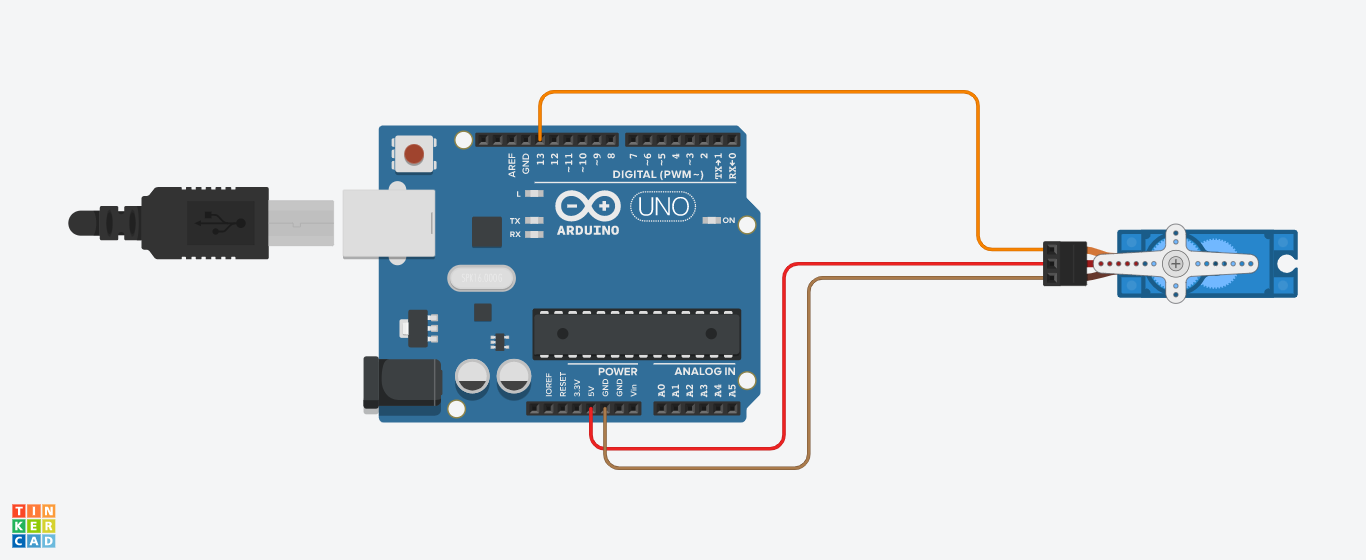 AREF
GND
13
12
~11
~10
~9
8
7
~6
~5
4
~3
2
TX→1
RX←0
DIGITAL (PWM~)
L
TX
RX
UNO
ON
ARDUINO
POWER
ANALOG IN
IOREF
RESET
3.3V
5V
GND
GND
Vin
A0
A1
A2
A3
A4
A5
TIN
KER
CAD